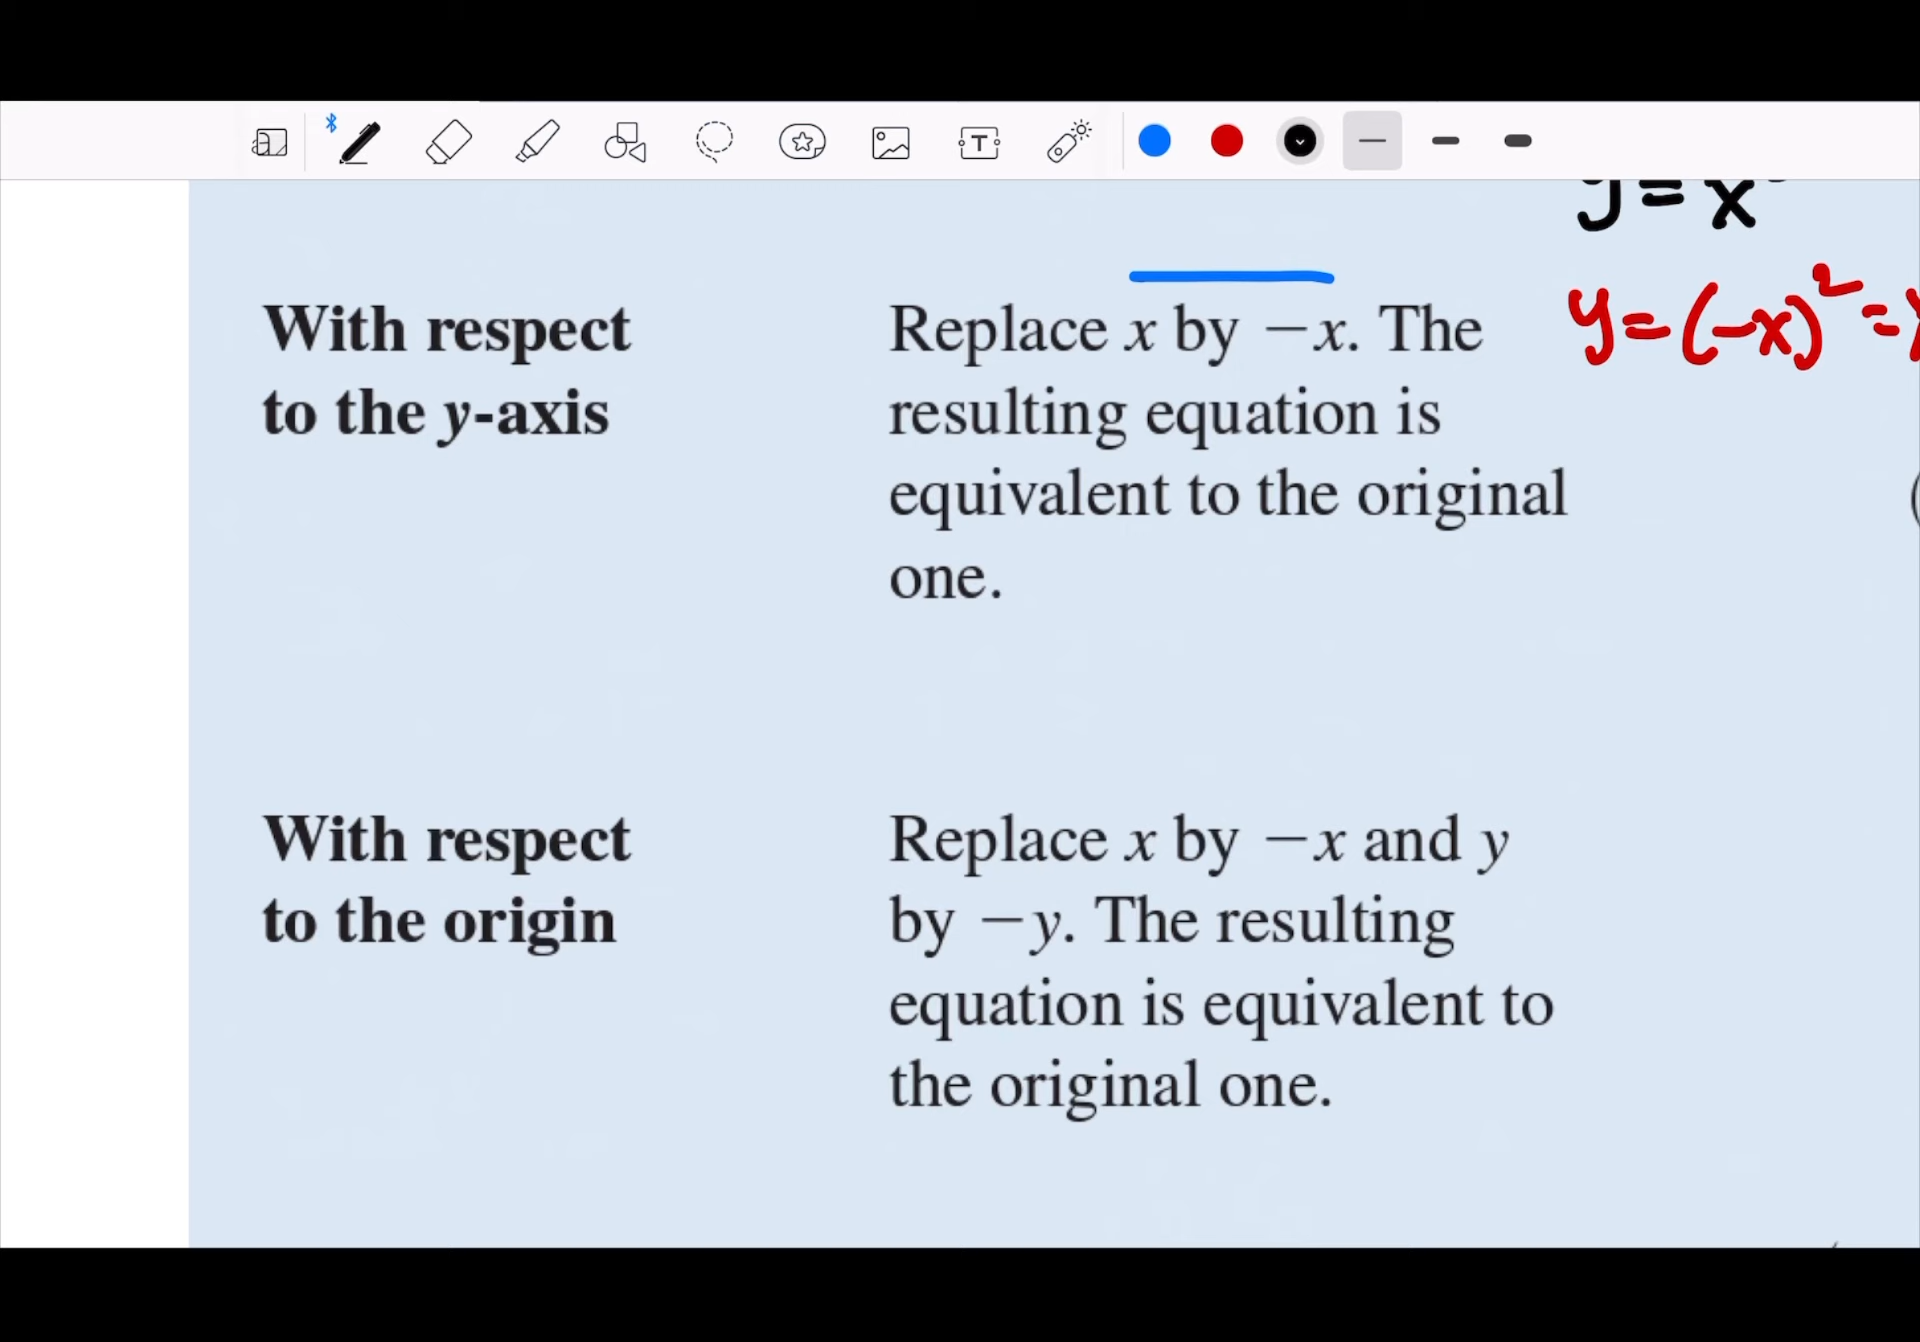 y = x
With respect
to the y-axis
Replace x by −x. The
resulting equation is
equivalent to the original
one.
y = (-x)² =
With respect
to the origin
Replace x by −x and y
by −y. The resulting
equation is equivalent to
the original one.